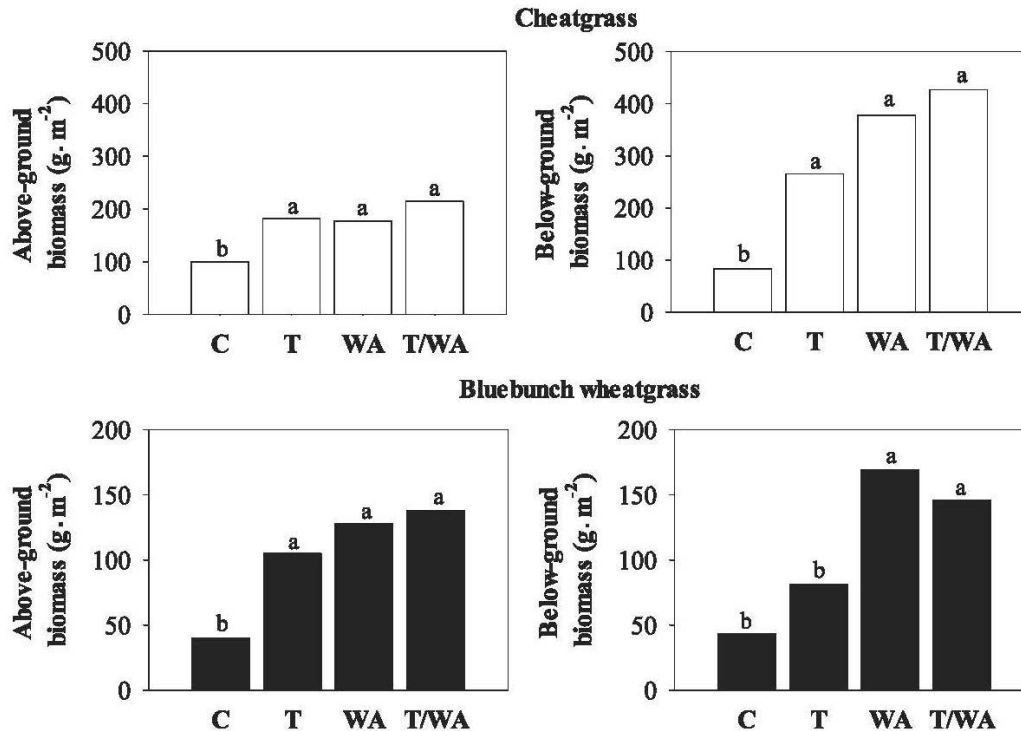 Cheatgrass
Above-ground
biomass (g. m-2)
500
400
300
200
100
0
b
a
a
a
C T WA T/WA
Below-ground
biomass (g. m-2)
500
400
300
200
100
0
b
a
a
a
C T WA T/WA
Bluebunch wheatgrass
Above-ground
biomass (g. m-2)
200
150
100
50
0
b
a
a
a
C T WA T/WA
Below-ground
biomass (g. m-2)
200
150
100
50
0
b
b
a
a
C T WA T/WA